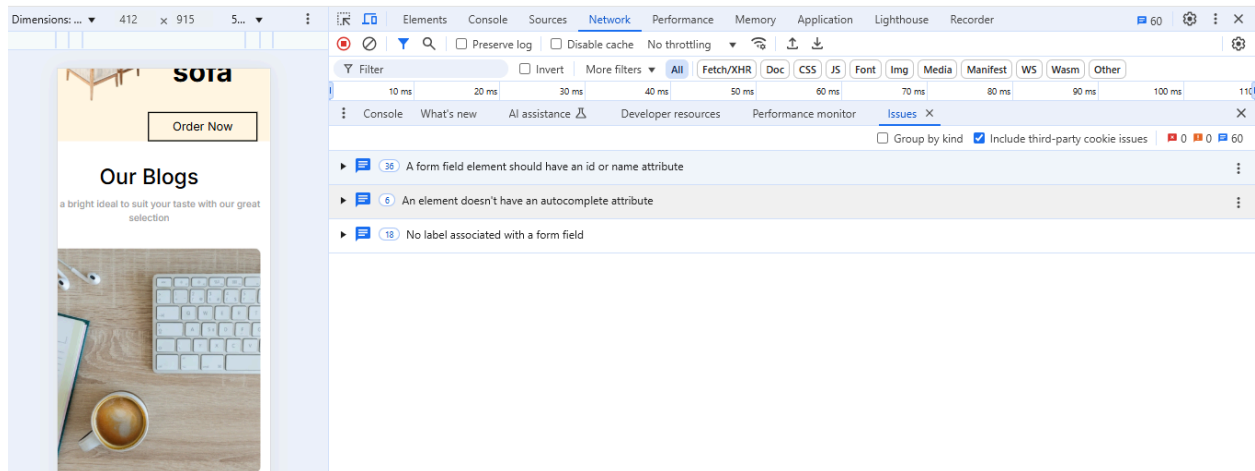 Dimensions: ... ▼ 412 × 915 5... ▼
Elements Console Sources Network Performance Memory Application Lighthouse Recorder 60
Preserve log Disable cache No throttling
Filter Invert More filters All Fetch/XHR Doc CSS JS Font Img Media Manifest WS Wasm Other
10 ms 20 ms 30 ms 40 ms 50 ms 60 ms 70 ms 80 ms 90 ms 100 ms 110
Console What's new AI assistance Developer resources Performance monitor Issues
Group by kind Include third-party cookie issues 0 0 60
36 A form field element should have an id or name attribute
6 An element doesn't have an autocomplete attribute
18 No label associated with a form field
sofa
Order Now
Our Blogs
a bright ideal to suit your taste with our great
selection